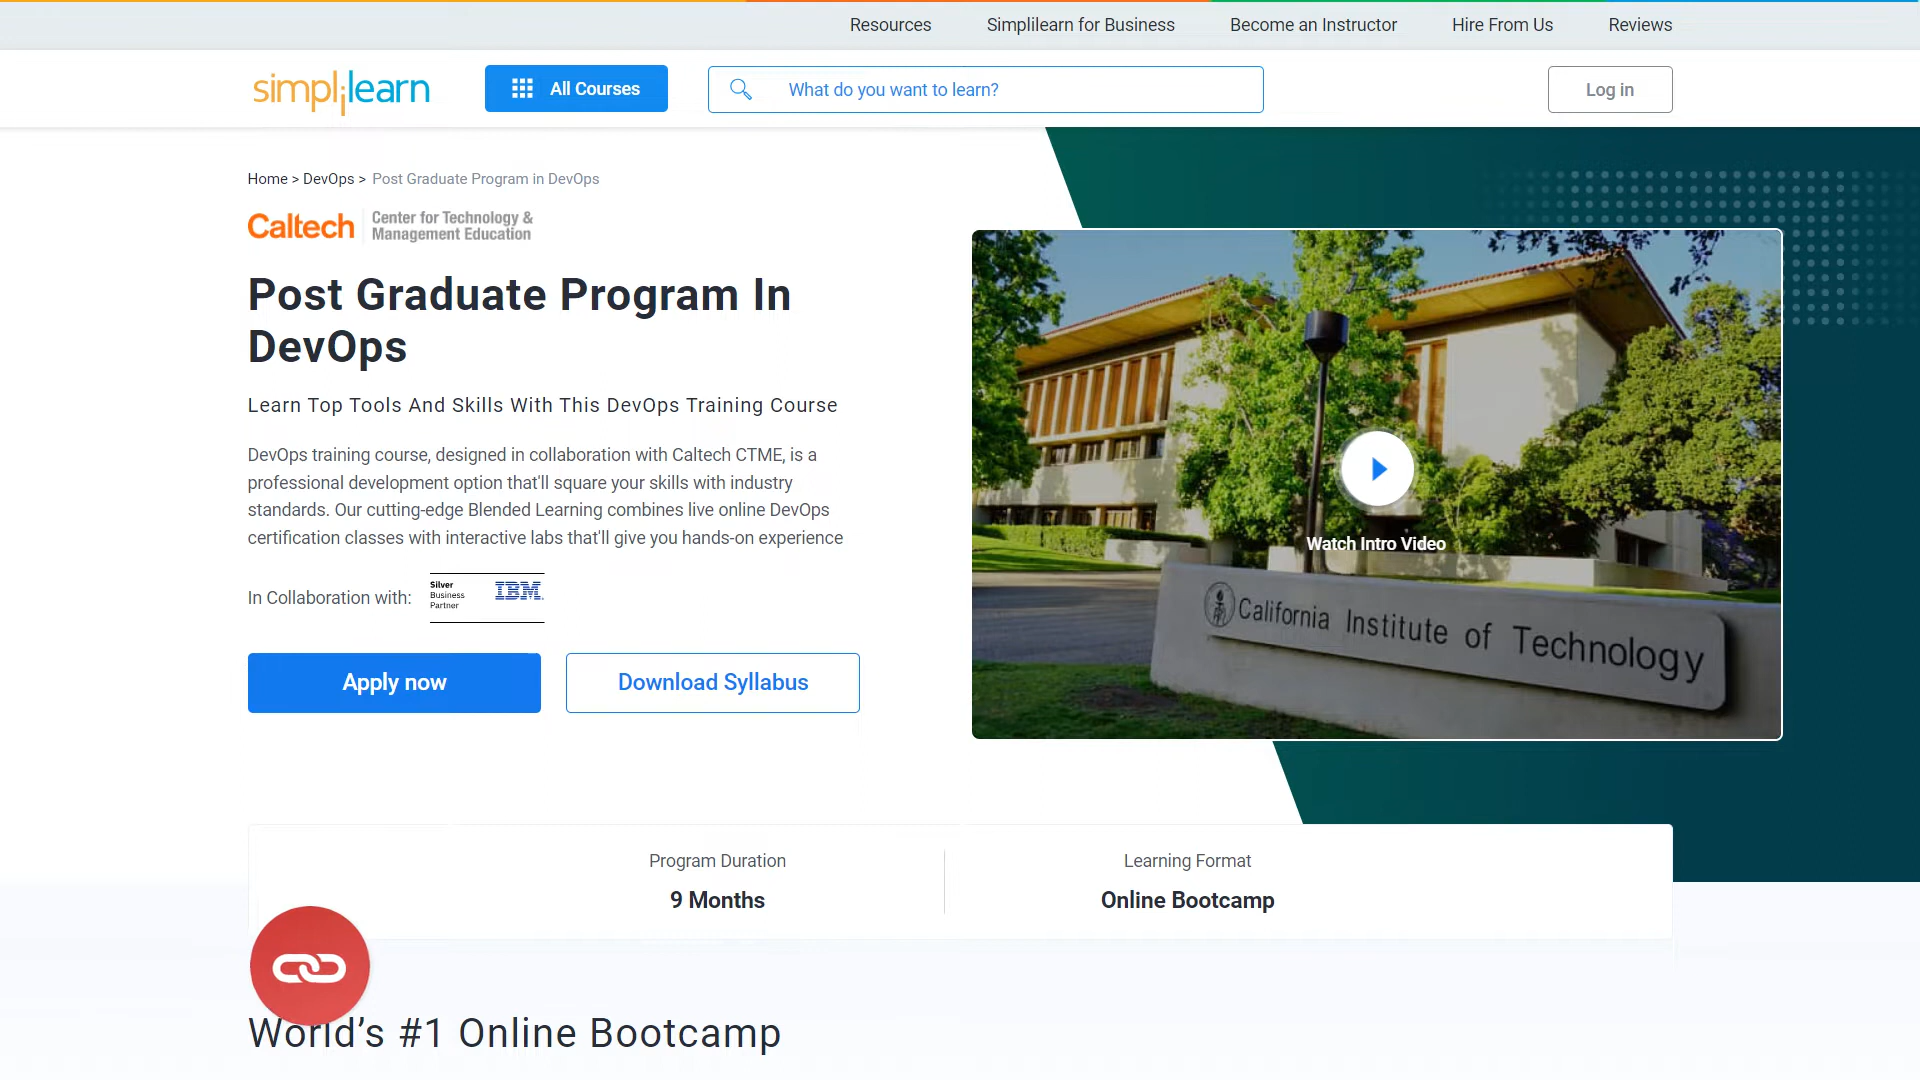 Resources Simplilearn for Business Become an Instructor Hire From Us Reviews
simplilearn All Courses What do you want to learn? Log in
Home > DevOps > Post Graduate Program in DevOps
Caltech Center for Technology &
Management Education
Post Graduate Program In
DevOps
Learn Top Tools And Skills With This DevOps Training Course
DevOps training course, designed in collaboration with Caltech CTME, is a
professional development option that'll square your skills with industry
standards. Our cutting-edge Blended Learning combines live online DevOps
certification classes with interactive labs that'll give you hands-on experience
In Collaboration with:
Silver
Business
Partner
IBM
Apply now Download Syllabus
Watch Intro Video
California Institute of Technology
Program Duration
9 Months
Learning Format
Online Bootcamp
World’s #1 Online Bootcamp